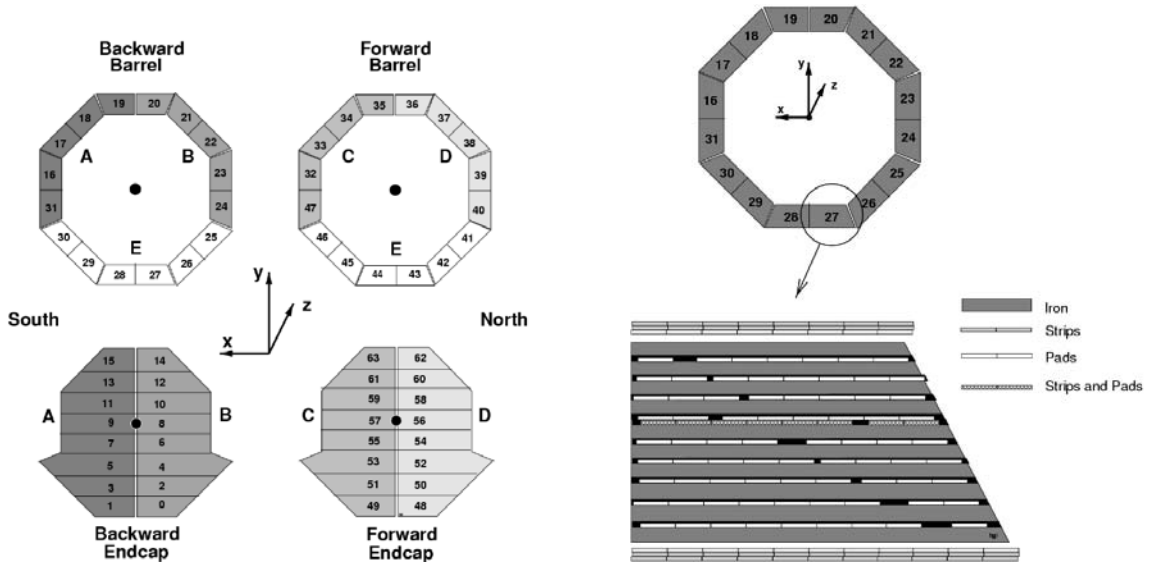 Backward
Barrel
19 20
18 21
17 22
A B
16 23
31 24
30 25
E
29 26
28 27
Forward
Barrel
35 36
34 37
33 38
C D
32 39
47 40
46 41
E
45 42
44 43
South
y
z
x
North
15 14
13 12
11 10
A B
9 8
7 6
5 4
3 2
1 0
Backward
Endcap
63 62
61 60
59 58
C D
57 56
55 54
53 52
51 50
49 48
Forward
Endcap
19 20
18 21
17 22
y
z
x
16 23
31 24
30 25
29 26
28 27
Iron
Strips
Pads
Strips and Pads